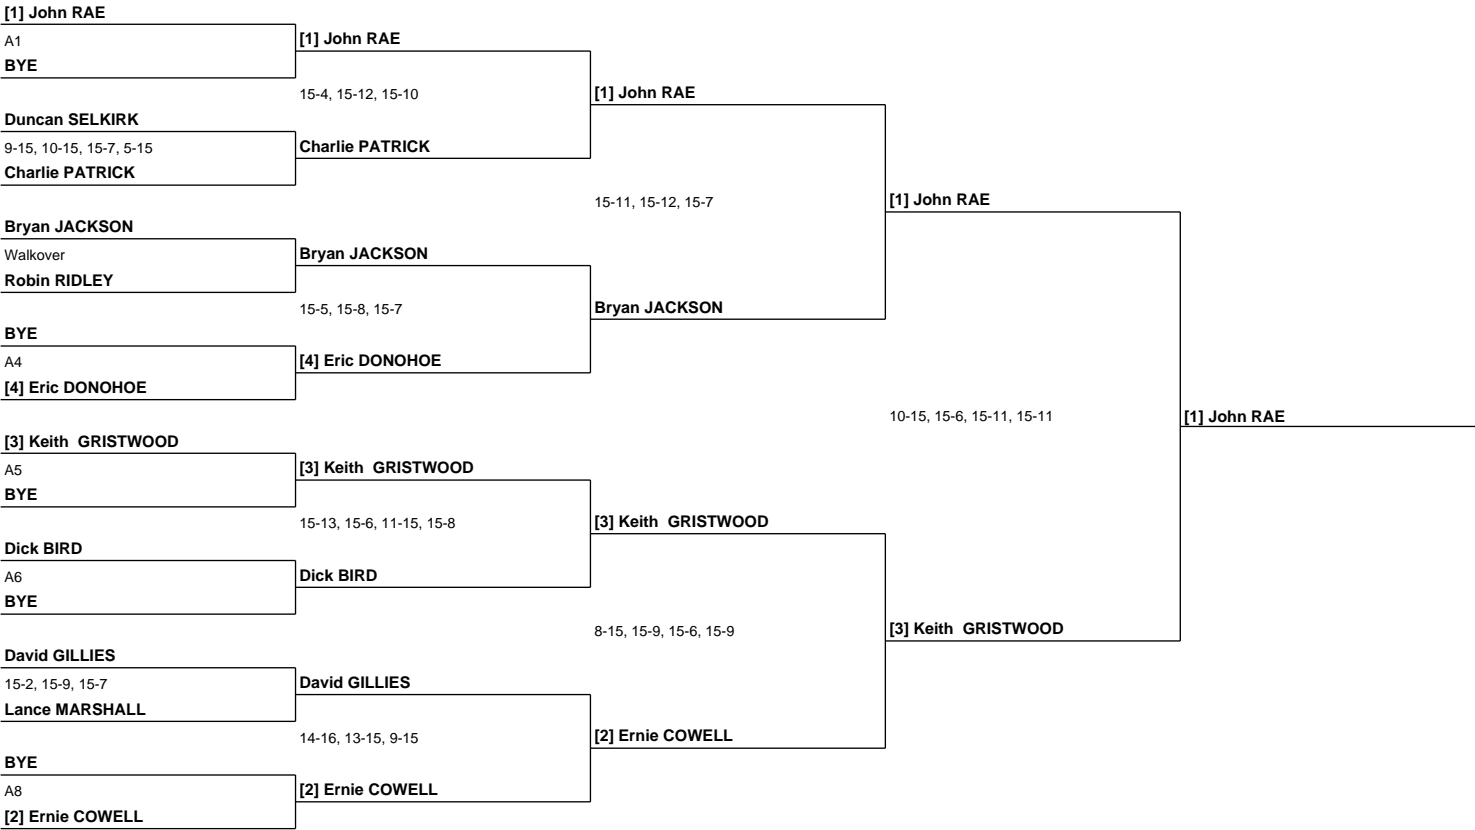 [1] John RAE
A1
BYE
Duncan SELKIRK
9-15, 10-15, 15-7, 5-15
Charlie PATRICK
Bryan JACKSON
Walkover
Robin RIDLEY
BYE
A4
[4] Eric DONOHOE
[3] Keith  GRISTWOOD
A5
BYE
Dick BIRD
A6
BYE
David GILLIES
15-2, 15-9, 15-7
Lance MARSHALL
BYE
A8
[2] Ernie COWELL
[1] John RAE
15-4, 15-12, 15-10
Charlie PATRICK
Bryan JACKSON
15-5, 15-8, 15-7
[4] Eric DONOHOE
[3] Keith  GRISTWOOD
15-13, 15-6, 11-15, 15-8
Dick BIRD
David GILLIES
14-16, 13-15, 9-15
[2] Ernie COWELL
[1] John RAE
15-11, 15-12, 15-7
Bryan JACKSON
[3] Keith  GRISTWOOD
8-15, 15-9, 15-6, 15-9
[2] Ernie COWELL
[1] John RAE
10-15, 15-6, 15-11, 15-11
[3] Keith  GRISTWOOD
[1] John RAE